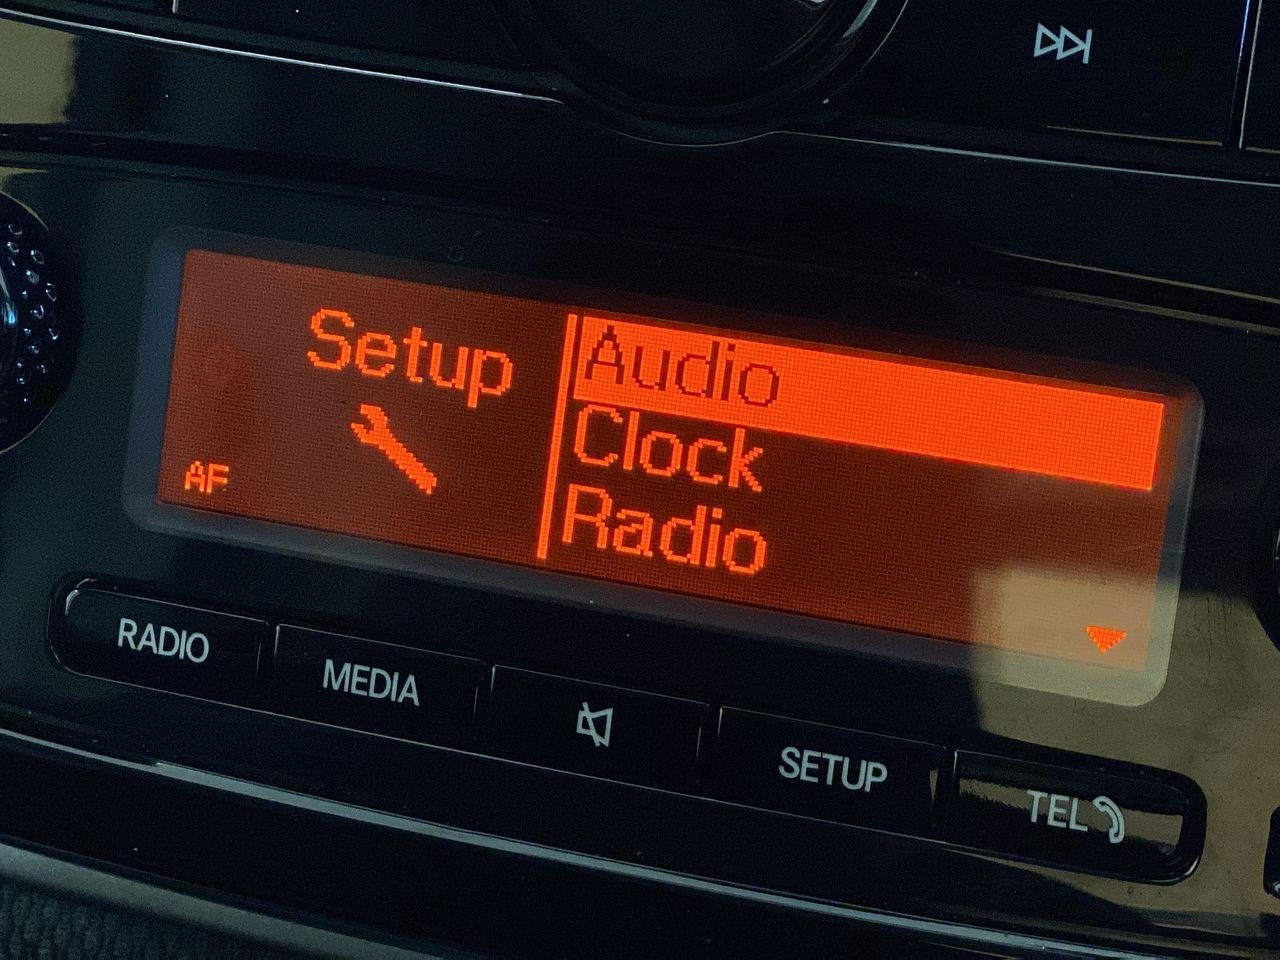 Setup
AF
Audio
Clock
Radio
RADIO
MEDIA
SETUP
TEL